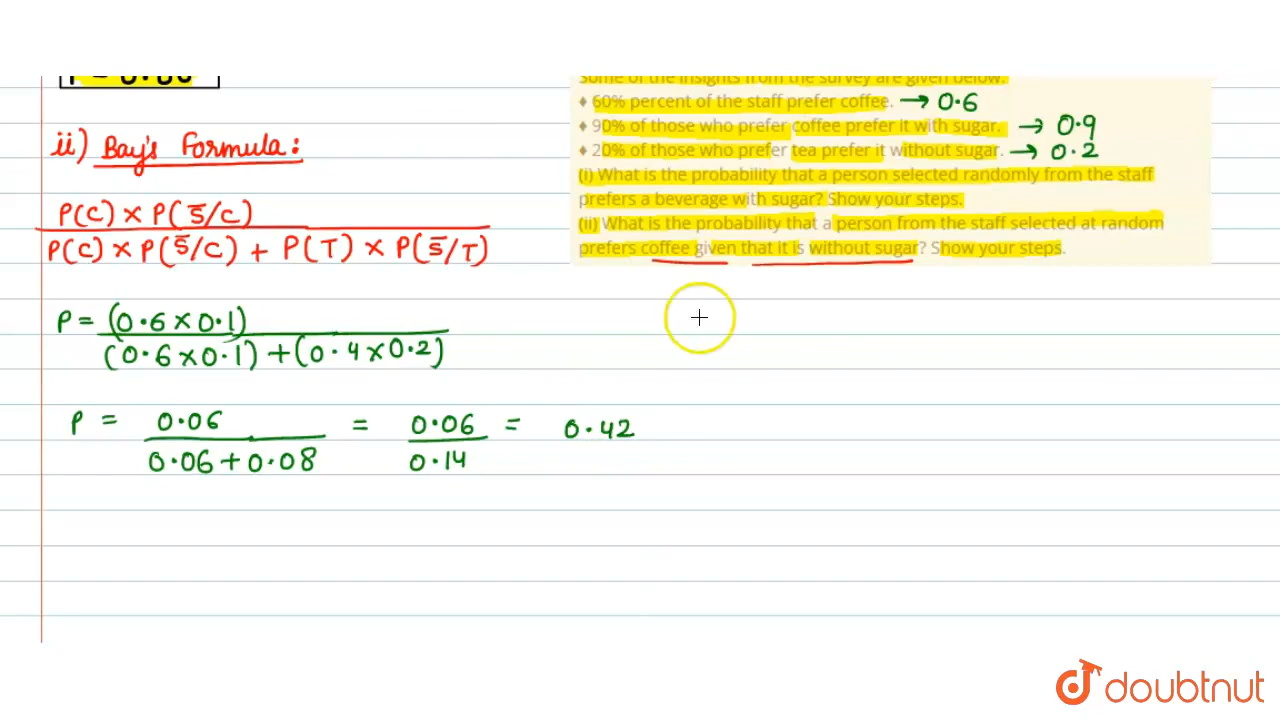 P = 0.86
ii) Bay's Formula:
P(C) × P(S̅/C)
P(C) × P(S̅/C) + P(T) × P(S̅/T)
P = (0.6 × 0.1)
(0.6 × 0.1) + (0.4 × 0.2)
P = 0.06 = 0.06 = 0.42
0.06 + 0.08 0.14
Some of the insights from the survey are given below.
♦ 60% percent of the staff prefer coffee. → 0.6
♦ 90% of those who prefer coffee prefer it with sugar. → 0.9
♦ 20% of those who prefer tea prefer it without sugar. → 0.2
(i) What is the probability that a person selected randomly from the staff
prefers a beverage with sugar? Show your steps.
(ii) What is the probability that a person from the staff selected at random
prefers coffee given that it is without sugar? Show your steps.
doubtnut